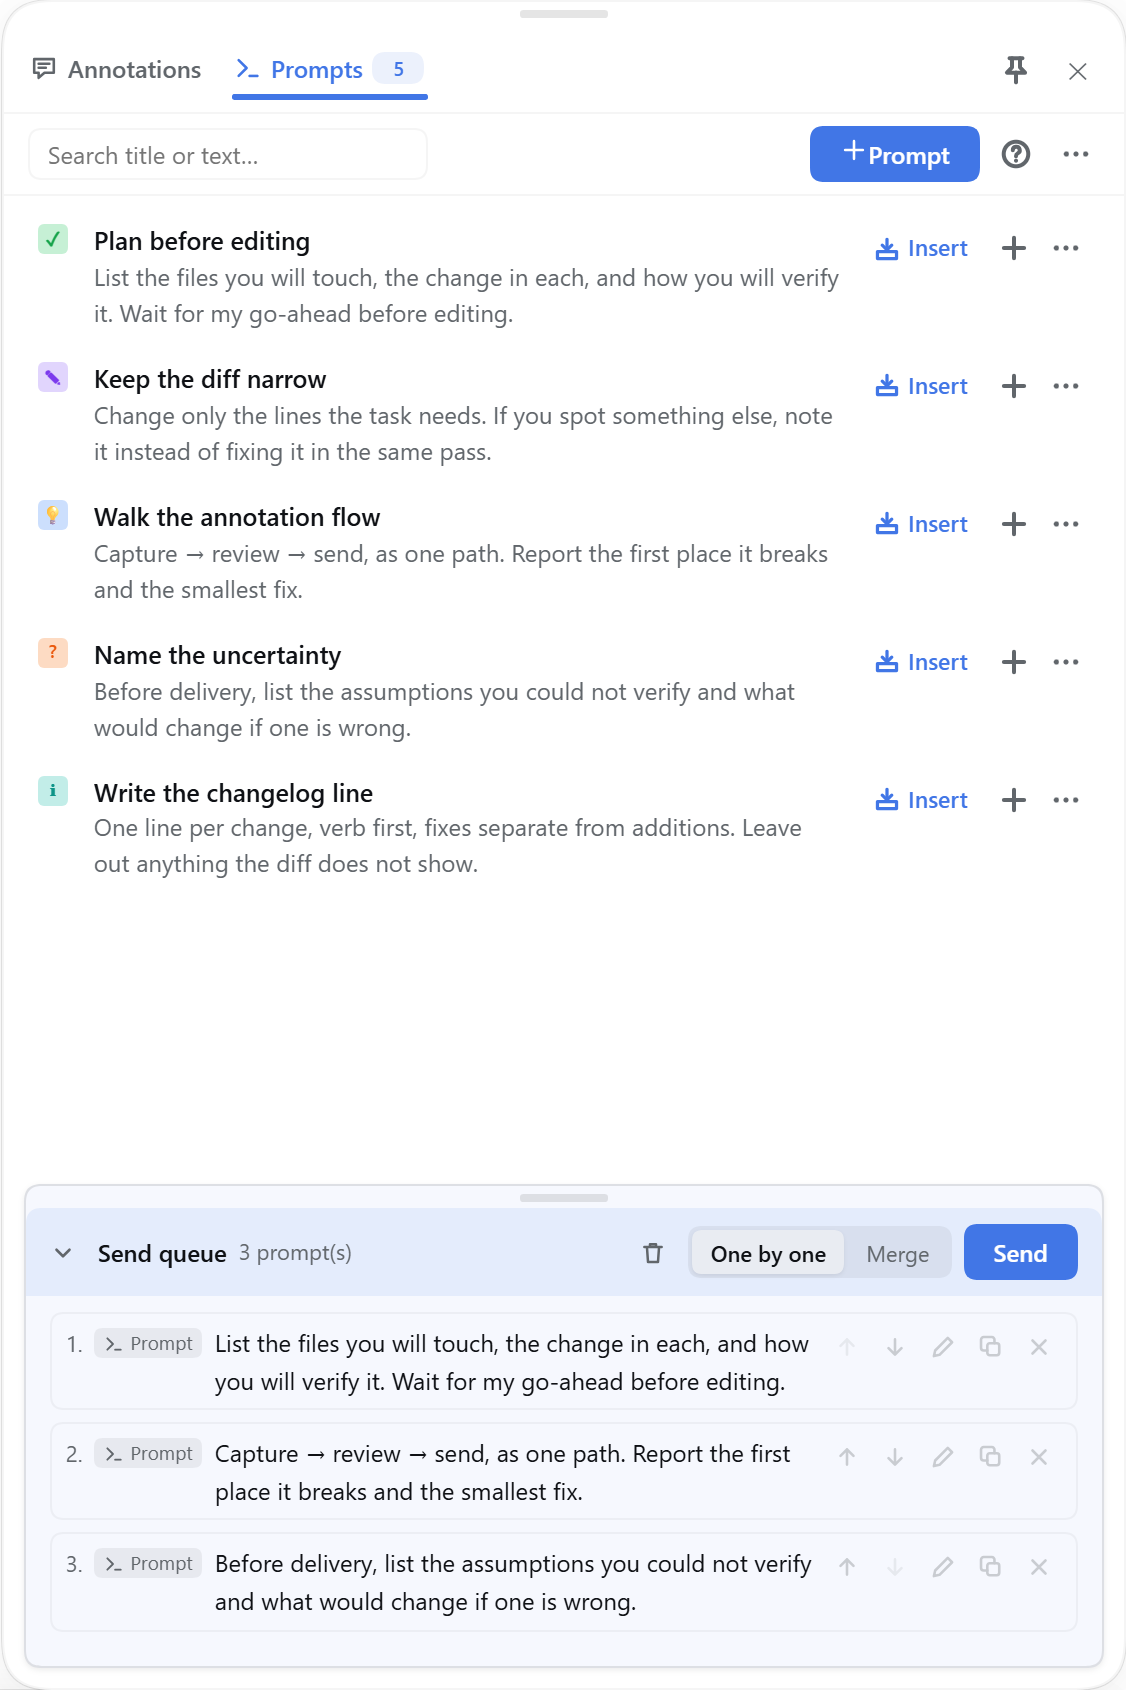 Annotations
Prompts 5
Search title or text...
+ Prompt
Plan before editing
List the files you will touch, the change in each, and how you will verify
it. Wait for my go-ahead before editing.
Insert
Keep the diff narrow
Change only the lines the task needs. If you spot something else, note
it instead of fixing it in the same pass.
Insert
Walk the annotation flow
Capture → review → send, as one path. Report the first place it breaks
and the smallest fix.
Insert
?
Name the uncertainty
Before delivery, list the assumptions you could not verify and what
would change if one is wrong.
Insert
i
Write the changelog line
One line per change, verb first, fixes separate from additions. Leave
out anything the diff does not show.
Insert
Send queue 3 prompt(s)
One by one
Merge
Send
1. Prompt List the files you will touch, the change in each, and how
you will verify it. Wait for my go-ahead before editing.
2. Prompt Capture → review → send, as one path. Report the first
place it breaks and the smallest fix.
3. Prompt Before delivery, list the assumptions you could not verify
and what would change if one is wrong.